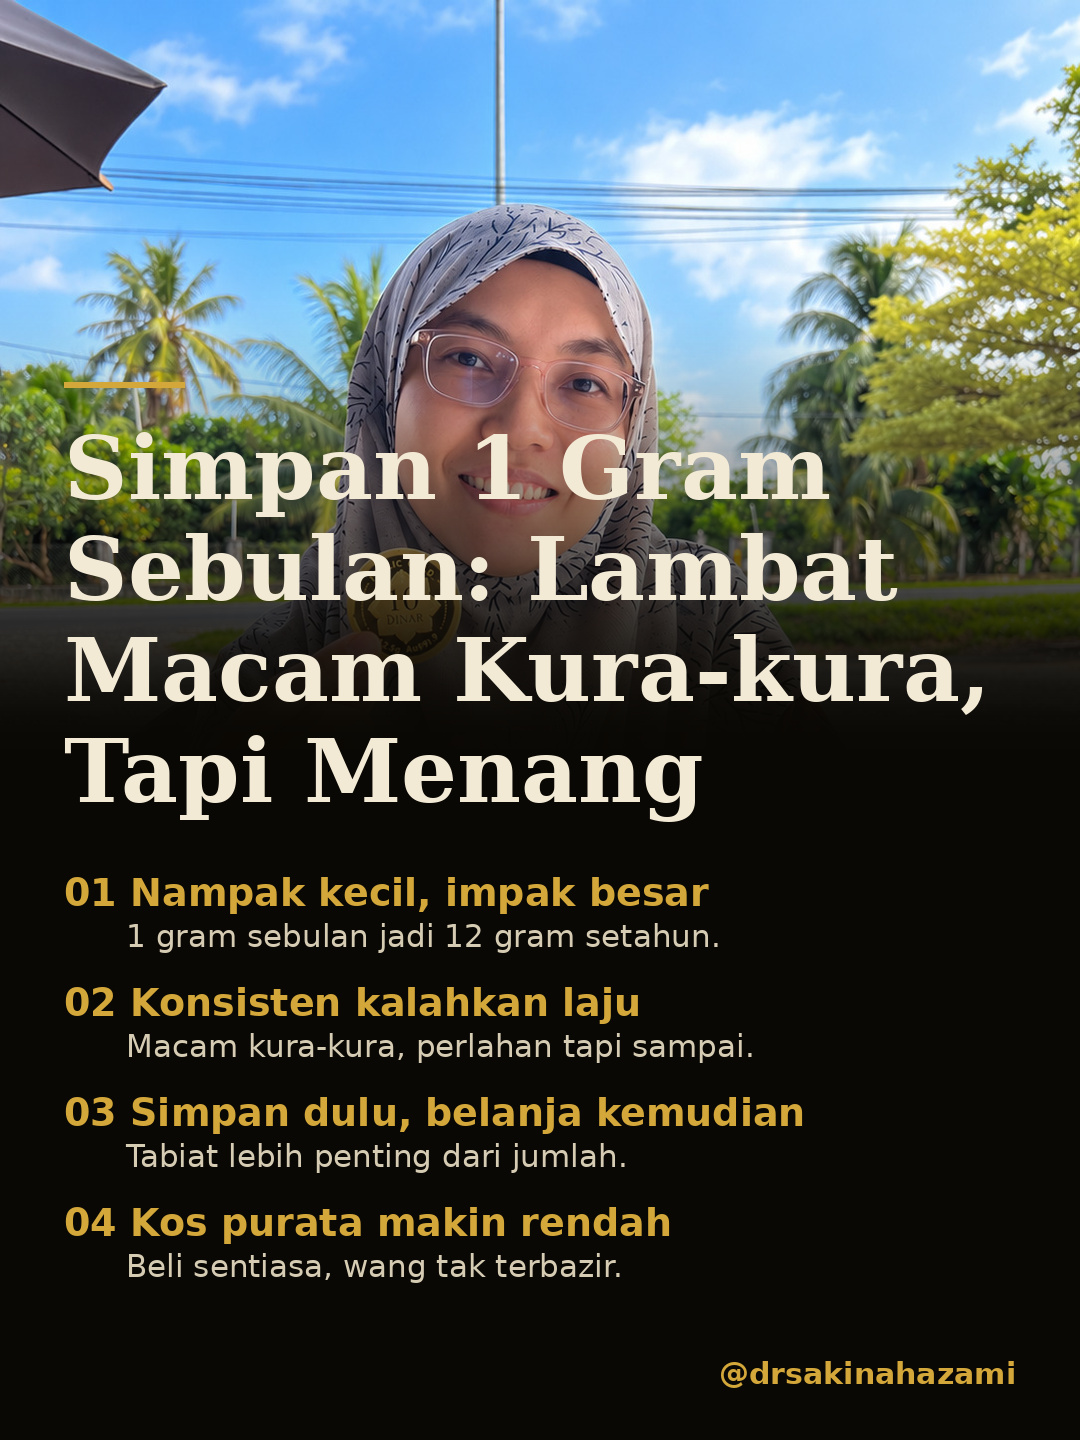 Simpan 1 Gram
Sebulan: Lambat
Macam Kura-kura,
Tapi Menang
10
DINAR
01 Nampak kecil, impak besar
1 gram sebulan jadi 12 gram setahun.
02 Konsisten kalahkan laju
Macam kura-kura, perlahan tapi sampai.
03 Simpan dulu, belanja kemudian
Tabiat lebih penting dari jumlah.
04 Kos purata makin rendah
Beli sentiasa, wang tak terbazir.
@drsakinahazami